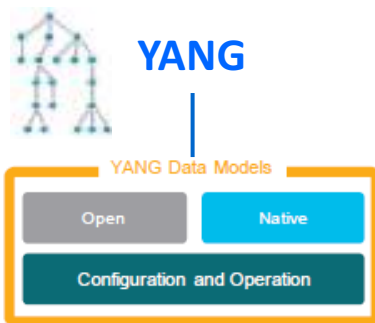 YANG
YANG Data Models
Open Native
Configuration and Operation